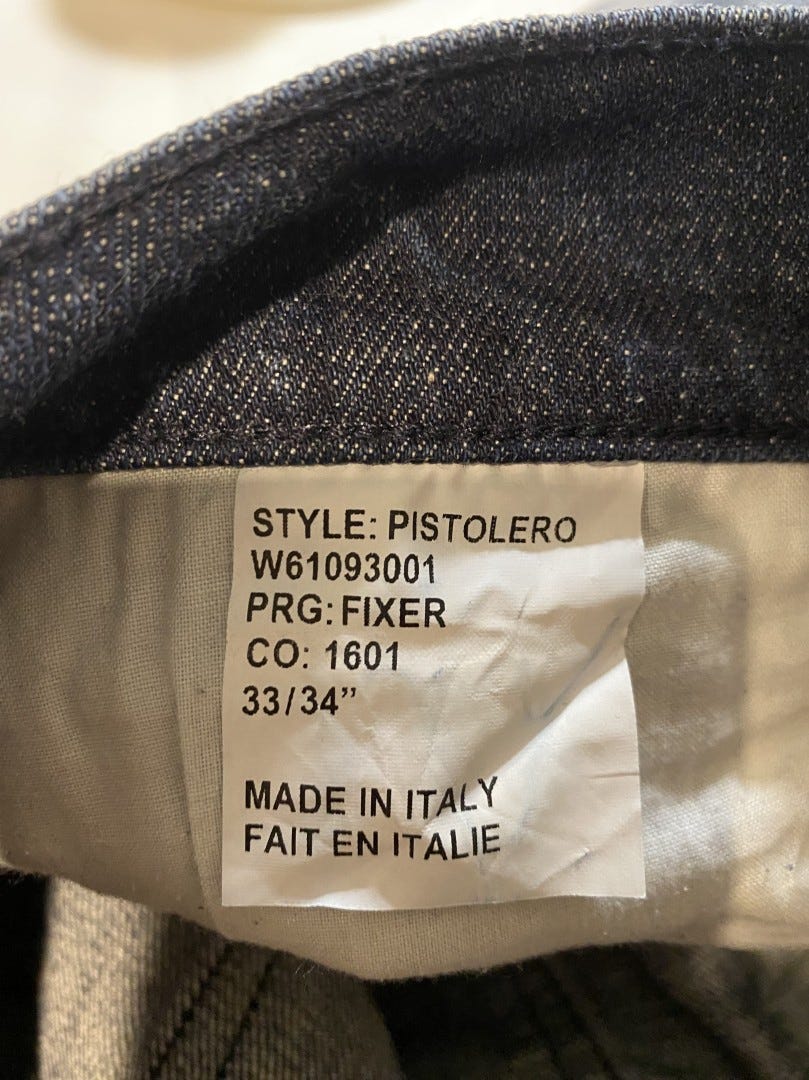 STYLE: PISTOLERO
W61093001
PRG: FIXER
CO: 1601
33/34”
MADE IN ITALY
FAIT EN ITALIE